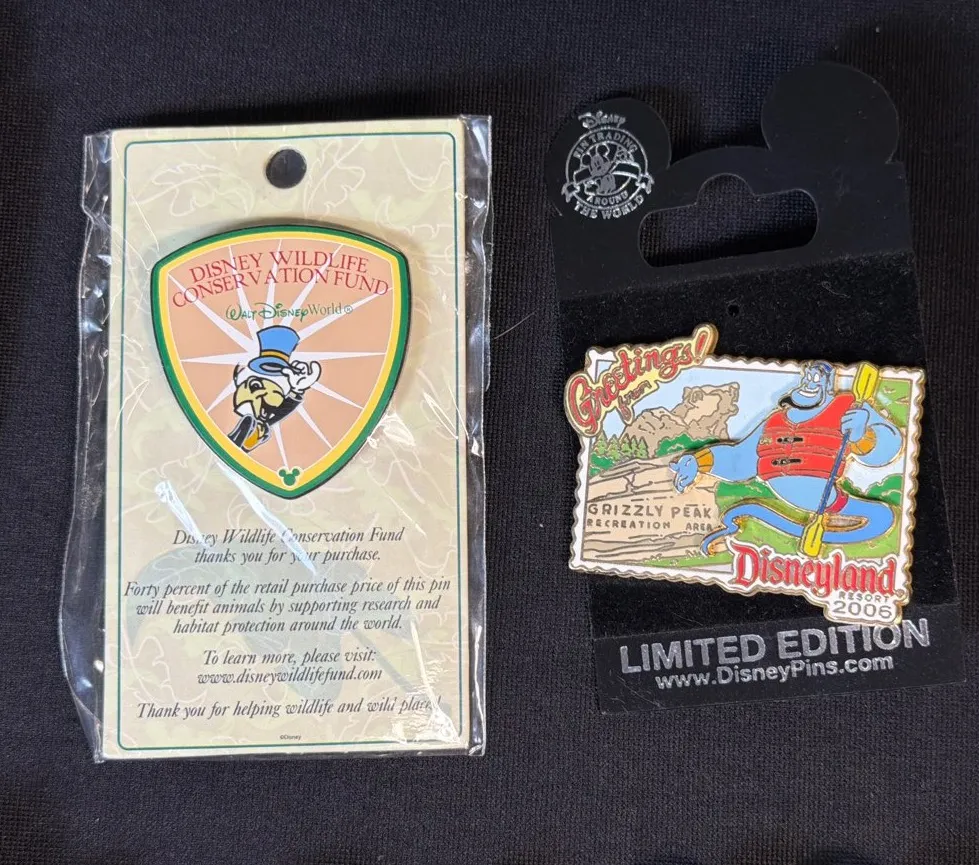 DISNEY WILDLIFE
CONSERVATION FUND
WALT DISNEY World®
Disney Wildlife Conservation Fund
thanks you for your purchase.
Forty percent of the retail purchase price of this pin
will benefit animals by supporting research and
habitat protection around the world.
To learn more, please visit:
www.disneywildlifefund.com
Thank you for helping wildlife and wild places!
©Disney
Disney
PIN TRADING
AROUND
THE WORLD
Greetings!
from
GRIZZLY PEAK
RECREATION AREA
Disneyland
RESORT
2006
LIMITED EDITION
www.DisneyPins.com